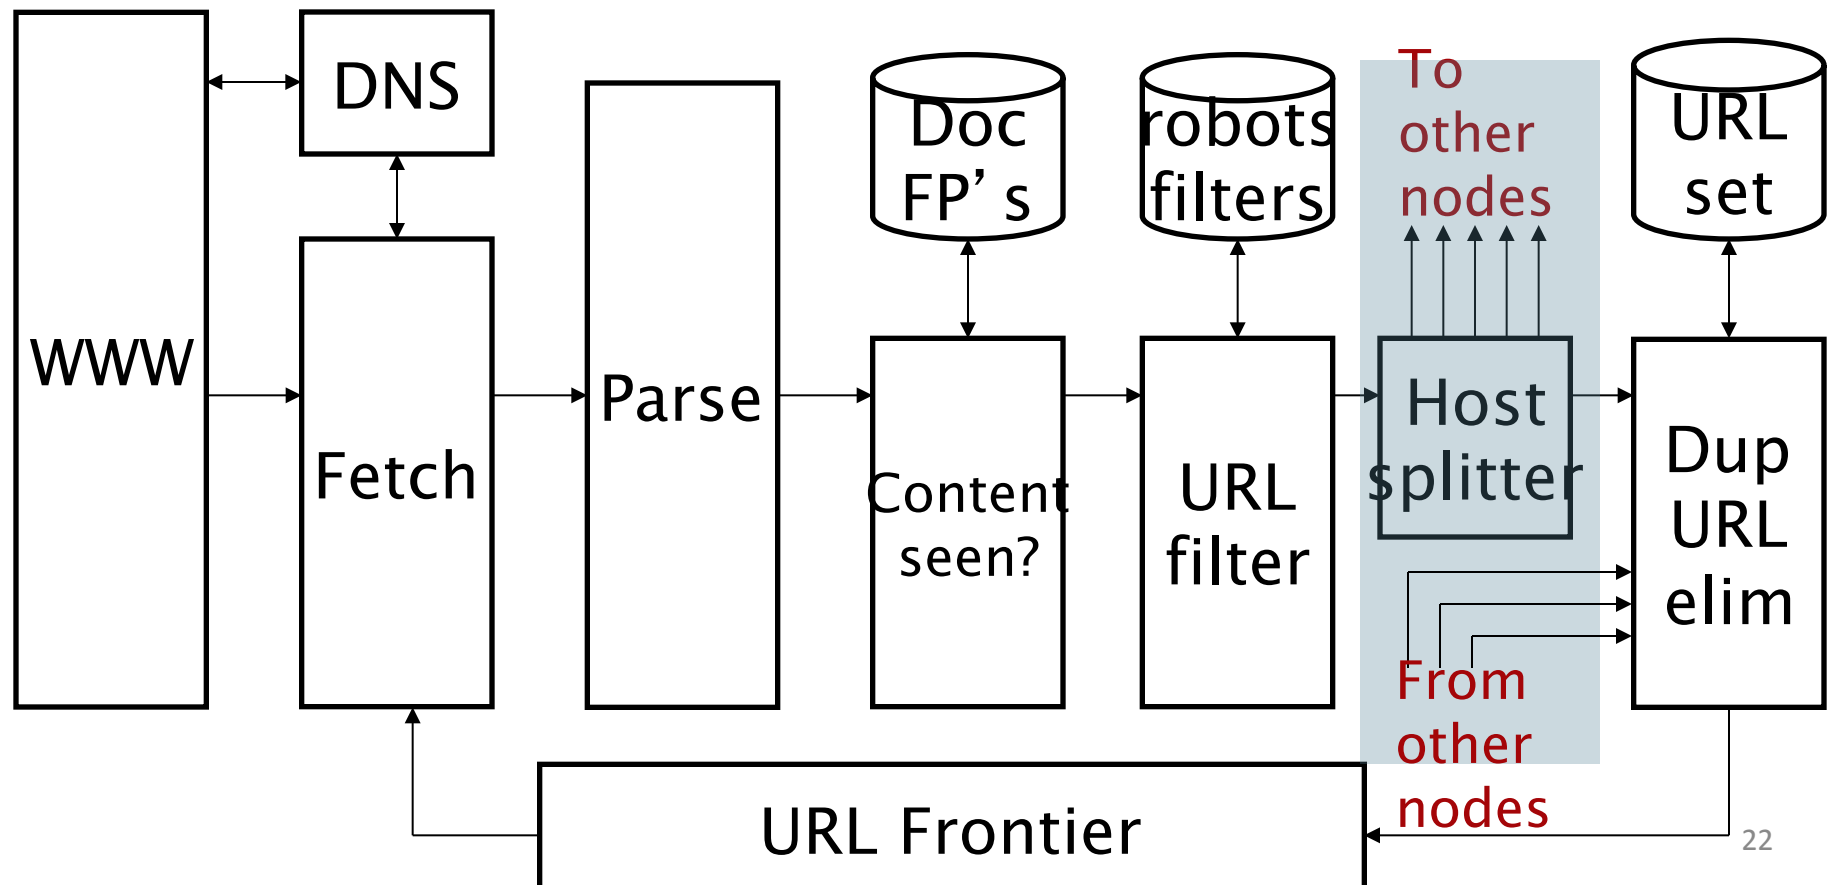 WWW
DNS
Fetch
Parse
Doc
FP’ s
Content
seen?
robots
filters
URL
filter
To
other
nodes
Host
splitter
From
other
nodes
URL
set
Dup
URL
elim
URL Frontier
22